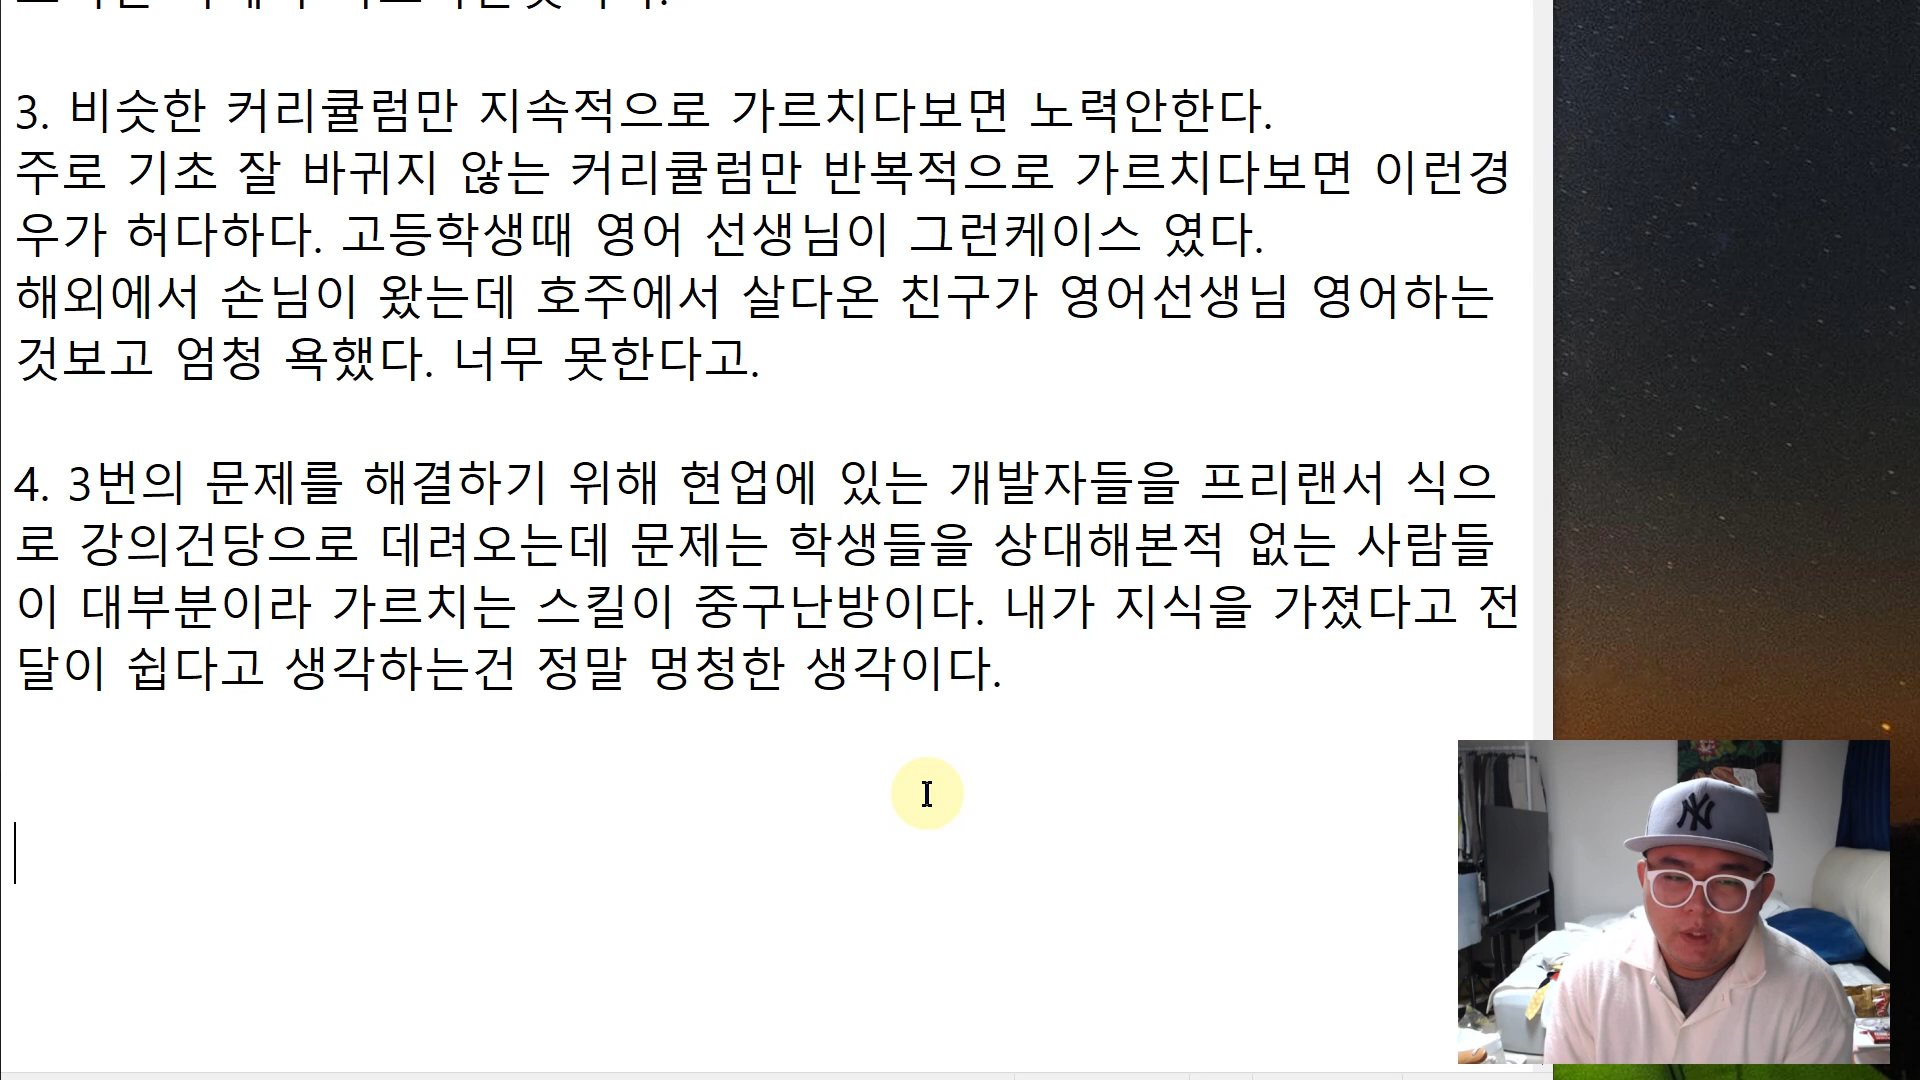 3. 비슷한 커리큘럼만 지속적으로 가르치다보면 노력안한다.
주로 기초 잘 바귀지 않는 커리큘럼만 반복적으로 가르치다보면 이런경
우가 허다하다. 고등학생때 영어 선생님이 그런케이스 였다.
해외에서 손님이 왔는데 호주에서 살다온 친구가 영어선생님 영어하는
것보고 엄청 욕했다. 너무 못한다고.
4. 3번의 문제를 해결하기 위해 현업에 있는 개발자들을 프리랜서 식으
로 강의건당으로 데려오는데 문제는 학생들을 상대해본적 없는 사람들
이 대부분이라 가르치는 스킬이 중구난방이다. 내가 지식을 가졌다고 전
달이 쉽다고 생각하는건 정말 멍청한 생각이다.
NY